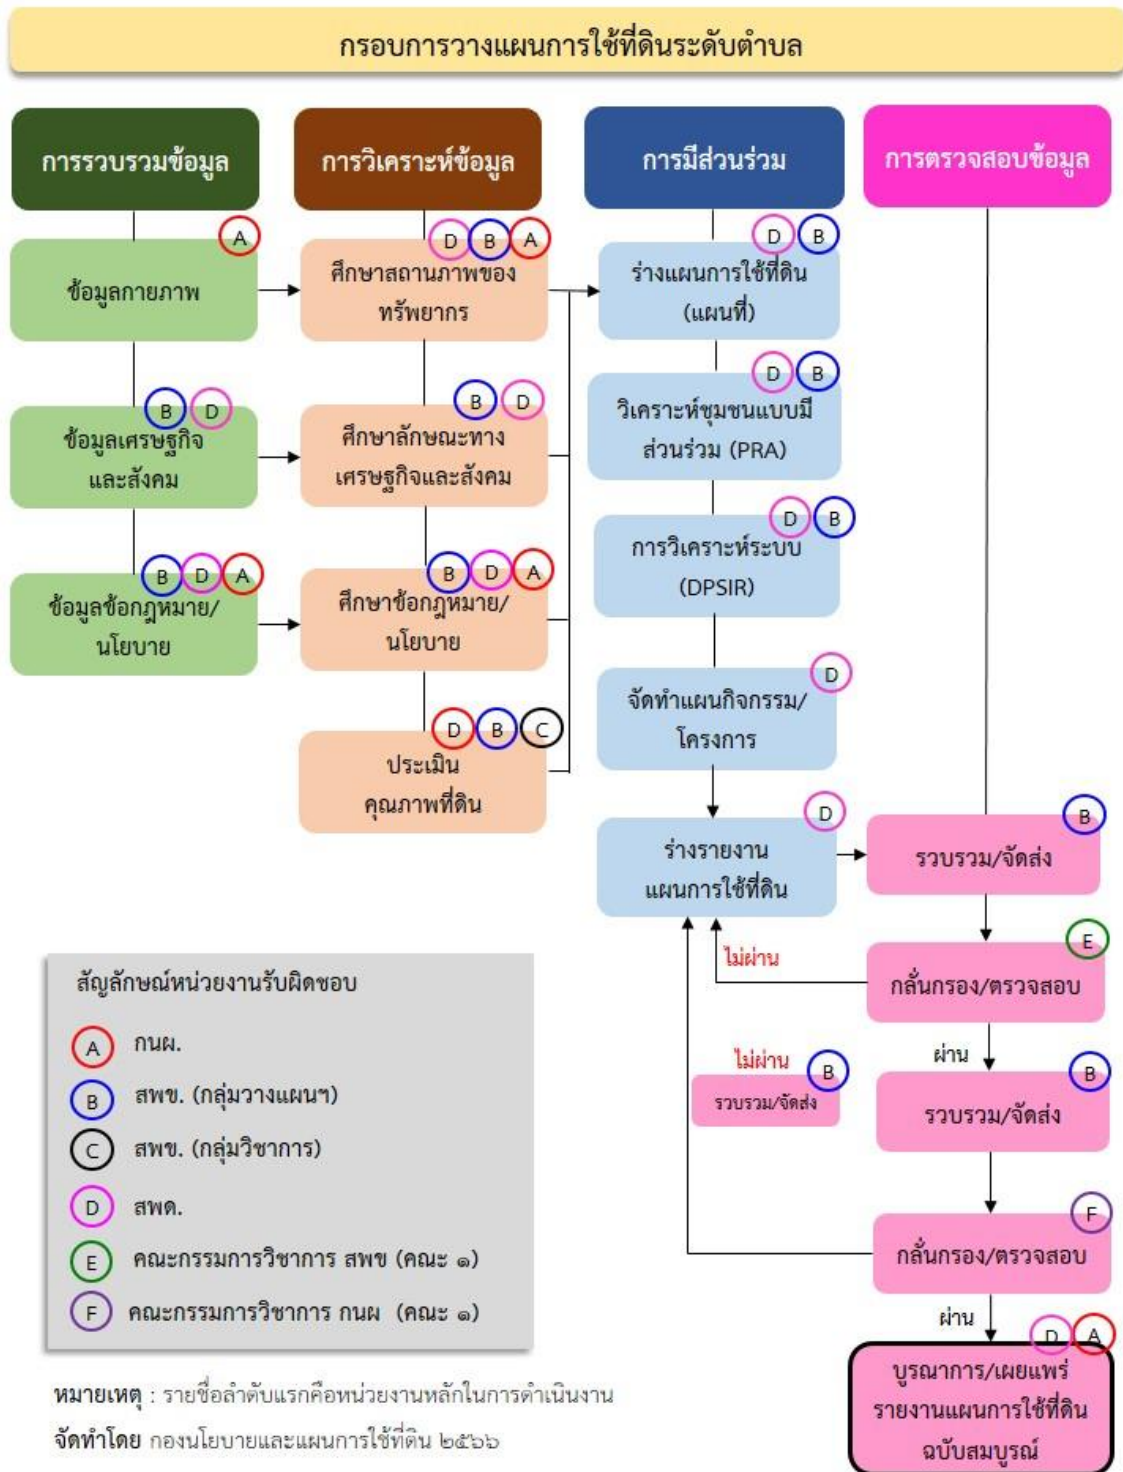 กรอบการวางแผนการใช้ที่ดินระดับตำบล
การรวบรวมข้อมูล
A
ข้อมูลกายภาพ
B D
ข้อมูลเศรษฐกิจ
และสังคม
B D A
ข้อมูลข้อกฎหมาย/
นโยบาย
การวิเคราะห์ข้อมูล
D B A
ศึกษาสถานภาพของ
ทรัพยากร
B D
ศึกษาลักษณะทาง
เศรษฐกิจและสังคม
B D A
ศึกษาข้อกฎหมาย/
นโยบาย
D B C
ประเมิน
คุณภาพที่ดิน
การมีส่วนร่วม
D B
ร่างแผนการใช้ที่ดิน
(แผนที่)
D B
วิเคราะห์ชุมชนแบบมี
ส่วนร่วม (PRA)
D B
การวิเคราะห์ระบบ
(DPSIR)
D
จัดทำแผนกิจกรรม/
โครงการ
D
ร่างรายงาน
แผนการใช้ที่ดิน
การตรวจสอบข้อมูล
B
รวบรวม/จัดส่ง
E
กลั่นกรอง/ตรวจสอบ
ไม่ผ่าน
ผ่าน
B
รวบรวม/จัดส่ง
ไม่ผ่าน
B
รวบรวม/จัดส่ง
F
กลั่นกรอง/ตรวจสอบ
ผ่าน
D A
บูรณาการ/เผยแพร่
รายงานแผนการใช้ที่ดิน
ฉบับสมบูรณ์
สัญลักษณ์หน่วยงานรับผิดชอบ
A กนผ.
B สพข. (กลุ่มวางแผนฯ)
C สพข. (กลุ่มวิชาการ)
D สพด.
E คณะกรรมการวิชาการ สพข (คณะ ๑)
F คณะกรรมการวิชาการ กนผ (คณะ ๑)
หมายเหตุ : รายชื่อลำดับแรกคือหน่วยงานหลักในการดำเนินงาน
จัดทำโดย กองนโยบายและแผนการใช้ที่ดิน ๒๕๖๖